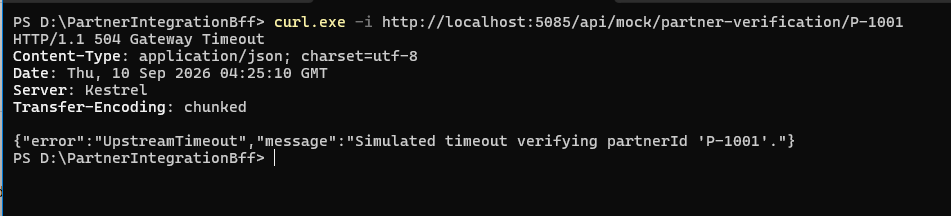 PS D:\PartnerIntegrationBff> curl.exe -i http://localhost:5085/api/mock/partner-verification/P-1001
HTTP/1.1 504 Gateway Timeout
Content-Type: application/json; charset=utf-8
Date: Thu, 10 Sep 2026 04:25:10 GMT
Server: Kestrel
Transfer-Encoding: chunked
{"error":"UpstreamTimeout","message":"Simulated timeout verifying partnerId 'P-1001'."}
PS D:\PartnerIntegrationBff>